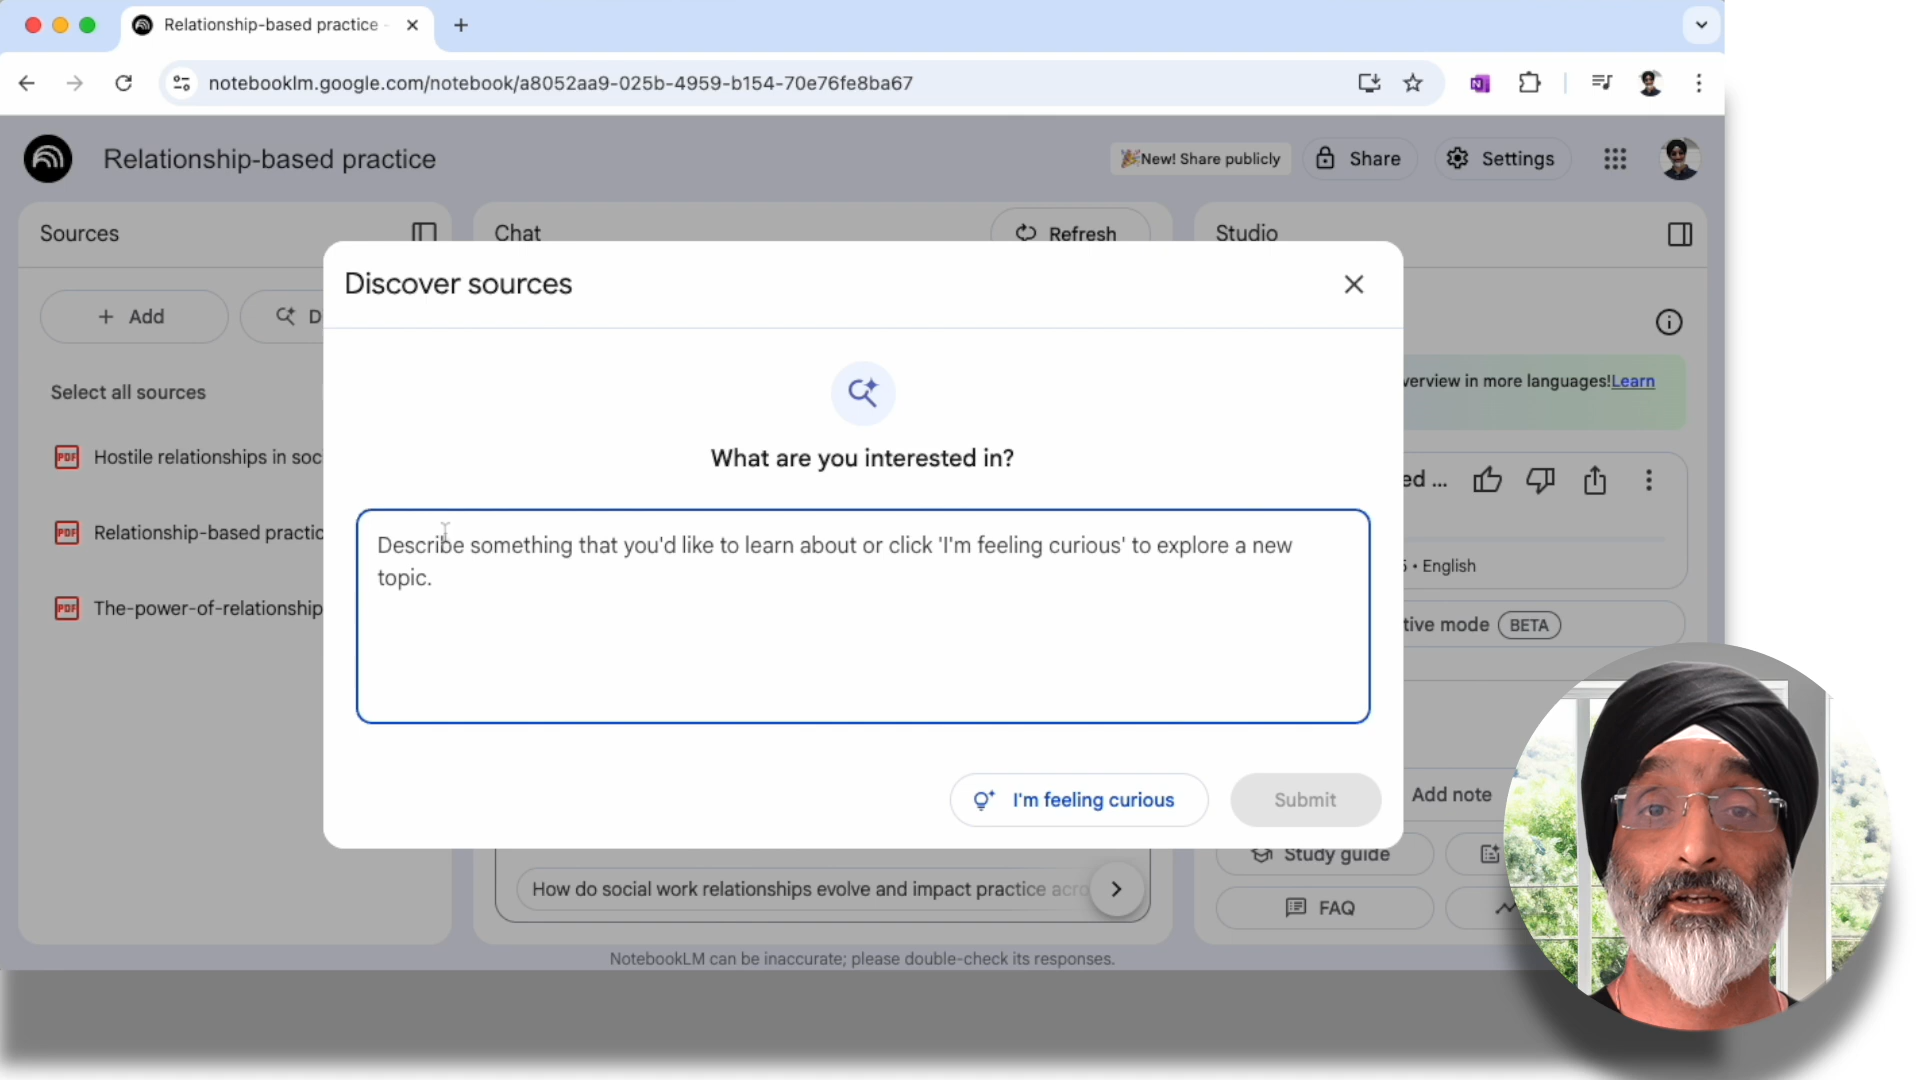 Relationship-based practice -
notebooklm.google.com/notebook/a8052aa9-025b-4959-b154-70e76fe8ba67
Relationship-based practice
New! Share publicly
Share
Settings
Sources
Chat
Refresh
Studio
Discover sources
+ Add
D
Select all sources
Hostile relationships in soc
Relationship-based practic
The-power-of-relationship
What are you interested in?
Describe something that you'd like to learn about or click 'I'm feeling curious' to explore a new
topic.
I'm feeling curious
Submit
verview in more languages!Learn
ed ...
• English
tive mode BETA
Add note
Study guide
FAQ
How do social work relationships evolve and impact practice acro
NotebookLM can be inaccurate; please double-check its responses.
PDF
PDF
PDF